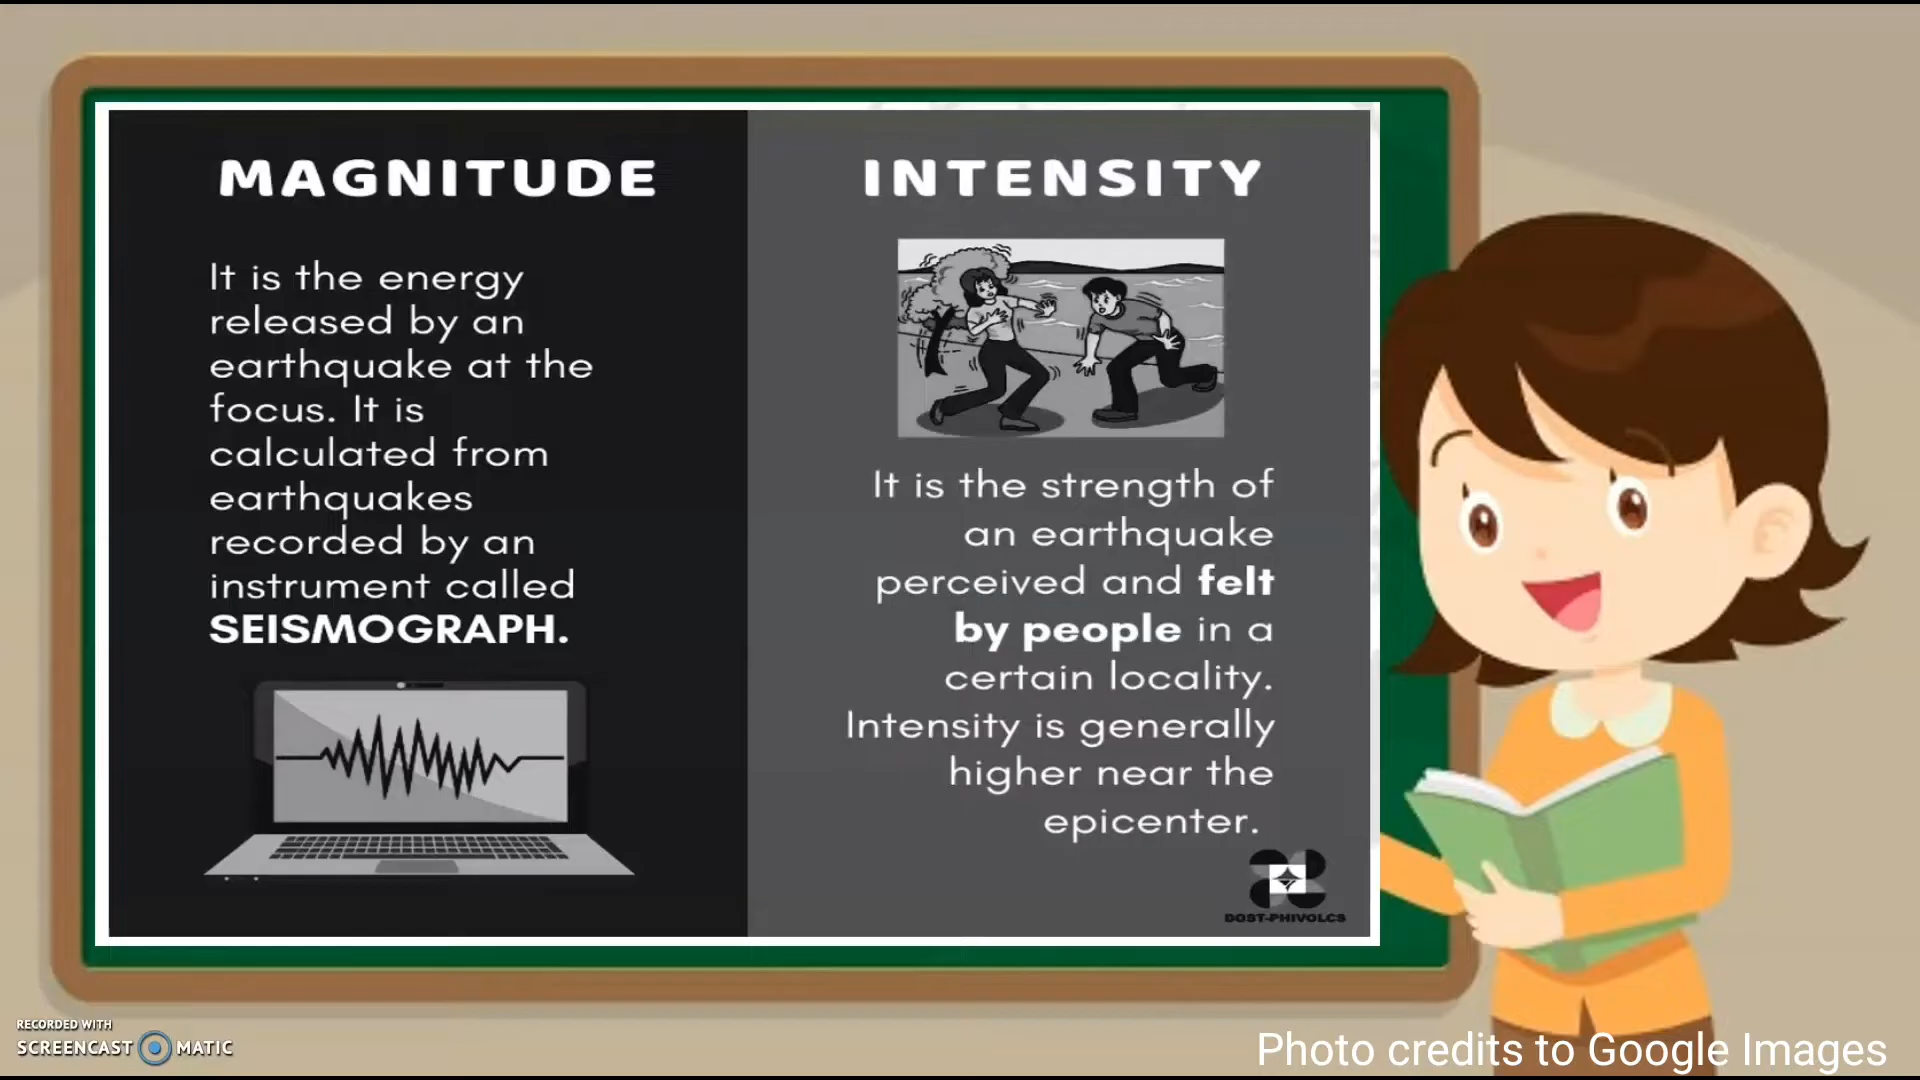 MAGNITUDE
It is the energy
released by an
earthquake at the
focus. It is
calculated from
earthquakes
recorded by an
instrument called
SEISMOGRAPH.
INTENSITY
It is the strength of
an earthquake
perceived and felt
by people in a
certain locality.
Intensity is generally
higher near the
epicenter.
DOST-PHIVOLCS
RECORDED WITH
SCREENCAST MATIC
Photo credits to Google Images